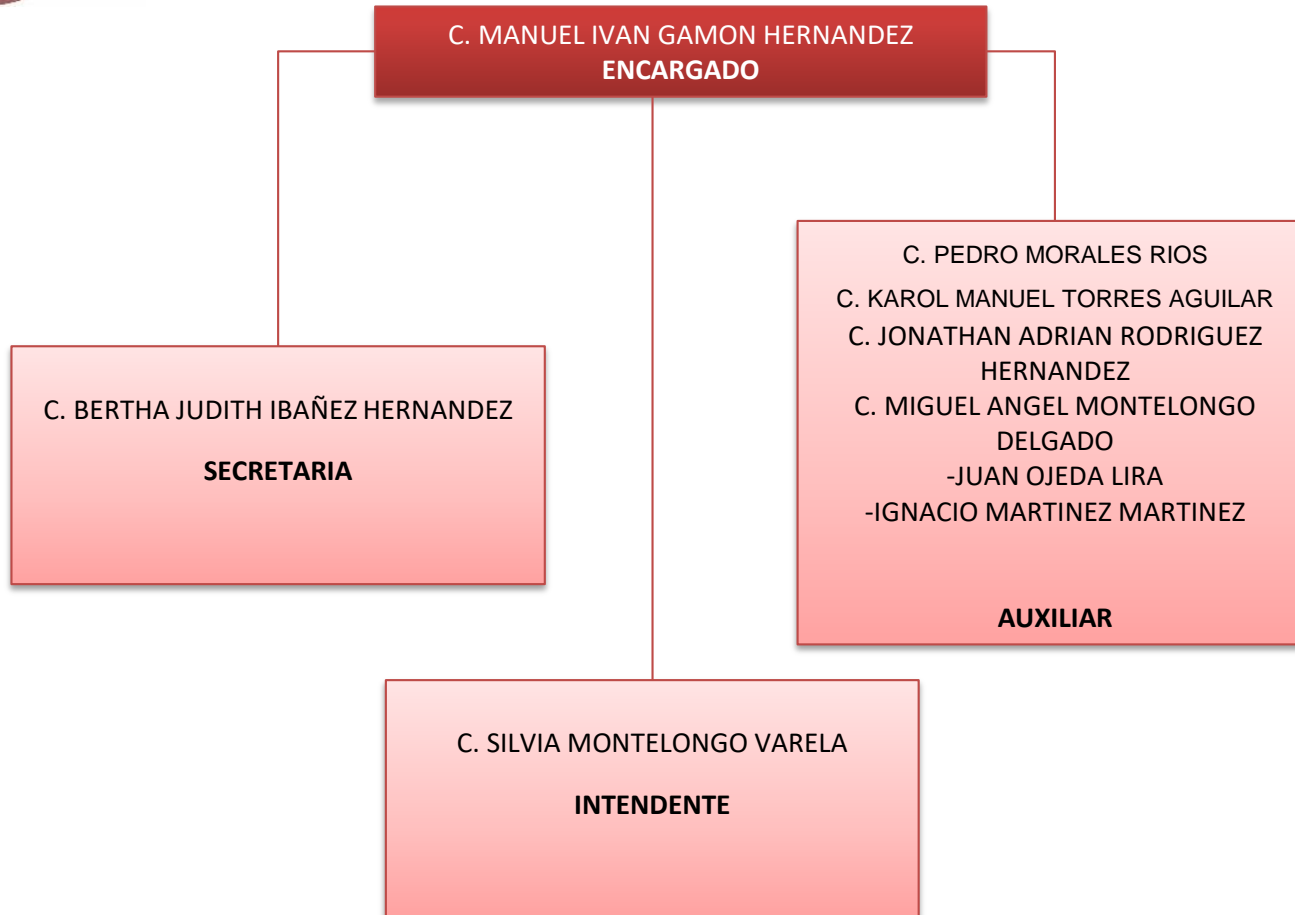 C. MANUEL IVAN GAMON HERNANDEZ
ENCARGADO
C. PEDRO MORALES RIOS
C. KAROL MANUEL TORRES AGUILAR
C. JONATHAN ADRIAN RODRIGUEZ
HERNANDEZ
C. MIGUEL ANGEL MONTELONGO
DELGADO
-JUAN OJEDA LIRA
-IGNACIO MARTINEZ MARTINEZ
AUXILIAR
C. BERTHA JUDITH IBAÑEZ HERNANDEZ
SECRETARIA
C. SILVIA MONTELONGO VARELA
INTENDENTE